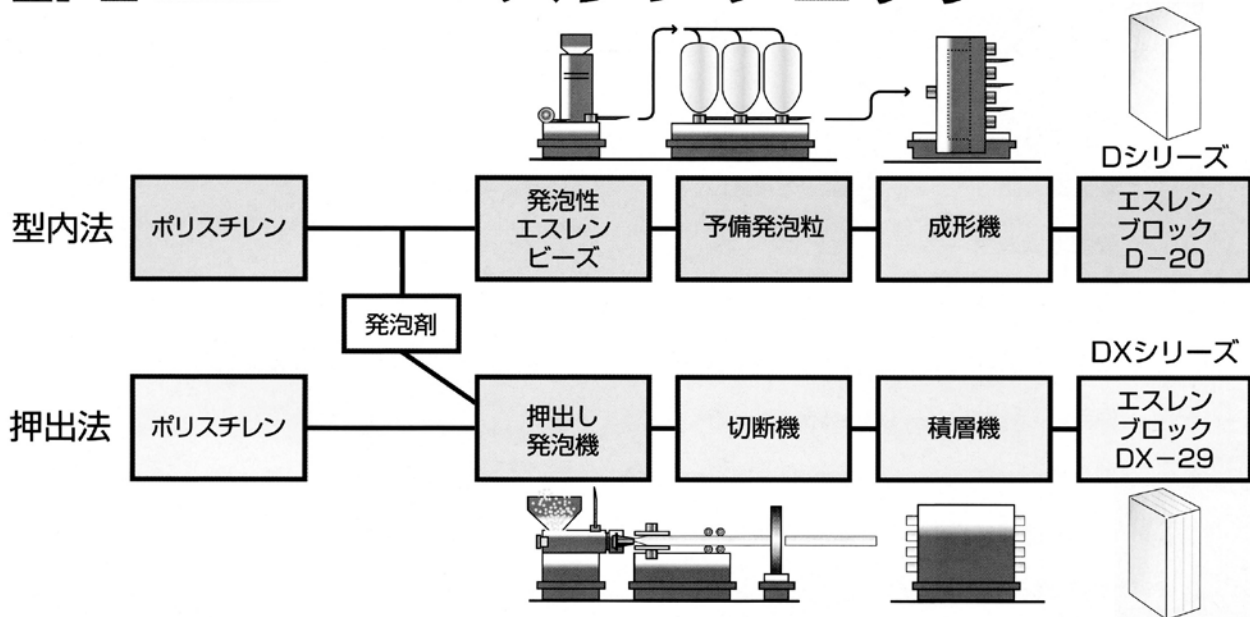 Dシリーズ
型内法
ポリスチレン
発泡性
エスレン
ビーズ
予備発泡粒
成形機
エスレン
ブロック
D−20
発泡剤
DXシリーズ
押出法
ポリスチレン
押出し
発泡機
切断機
積層機
エスレン
ブロック
DX−29